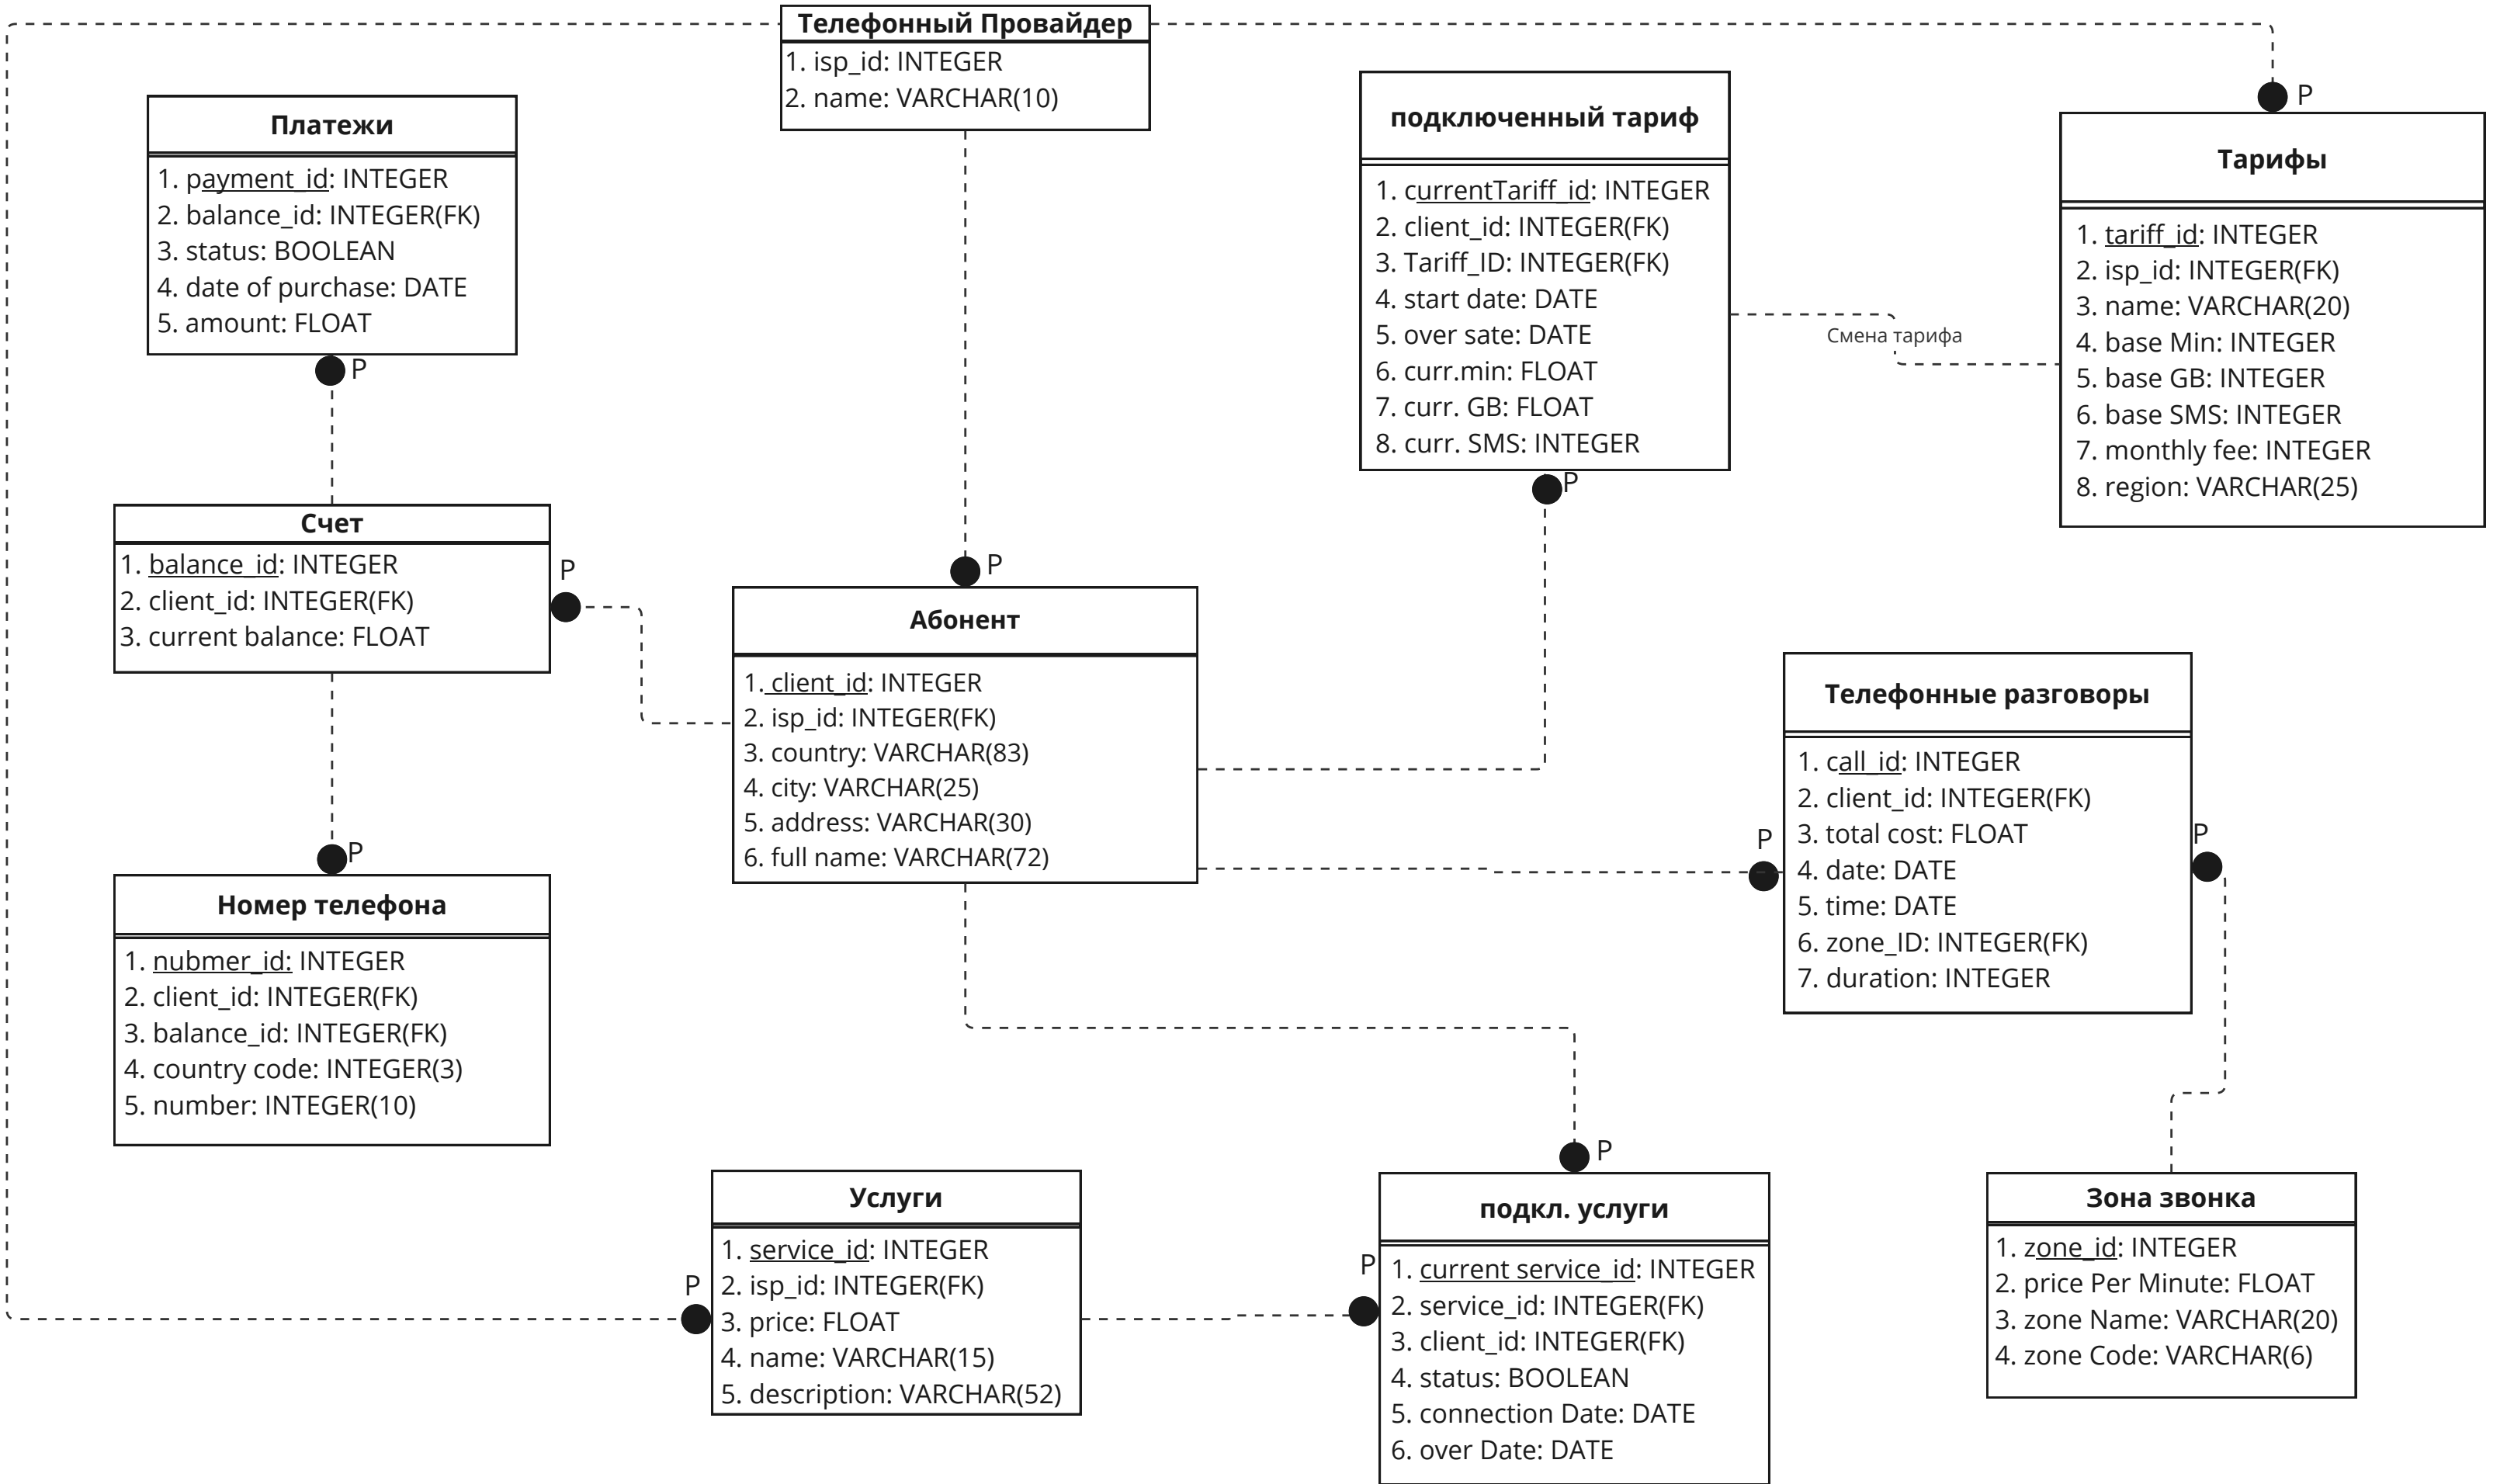 Телефонный Провайдер
1. isp_id: INTEGER
2. name: VARCHAR(10)
Платежи
1. payment_id: INTEGER
2. balance_id: INTEGER(FK)
3. status: BOOLEAN
4. date of purchase: DATE
5. amount: FLOAT
P
подключенный тариф
1. currentTariff_id: INTEGER
2. client_id: INTEGER(FK)
3. Tariff_ID: INTEGER(FK)
4. start date: DATE
5. over sate: DATE
6. curr.min: FLOAT
7. curr. GB: FLOAT
8. curr. SMS: INTEGER
P
Смена тарифа
P
Тарифы
1. tariff_id: INTEGER
2. isp_id: INTEGER(FK)
3. name: VARCHAR(20)
4. base Min: INTEGER
5. base GB: INTEGER
6. base SMS: INTEGER
7. monthly fee: INTEGER
8. region: VARCHAR(25)
Счет
1. balance_id: INTEGER
2. client_id: INTEGER(FK)
3. current balance: FLOAT
P
P
Абонент
1. client_id: INTEGER
2. isp_id: INTEGER(FK)
3. country: VARCHAR(83)
4. city: VARCHAR(25)
5. address: VARCHAR(30)
6. full name: VARCHAR(72)
P
Телефонные разговоры
1. call_id: INTEGER
2. client_id: INTEGER(FK)
3. total cost: FLOAT
4. date: DATE
5. time: DATE
6. zone_ID: INTEGER(FK)
7. duration: INTEGER
P
P
Номер телефона
1. nubmer_id: INTEGER
2. client_id: INTEGER(FK)
3. balance_id: INTEGER(FK)
4. country code: INTEGER(3)
5. number: INTEGER(10)
P
Услуги
1. service_id: INTEGER
2. isp_id: INTEGER(FK)
3. price: FLOAT
4. name: VARCHAR(15)
5. description: VARCHAR(52)
P
P
подкл. услуги
1. current service_id: INTEGER
2. service_id: INTEGER(FK)
3. client_id: INTEGER(FK)
4. status: BOOLEAN
5. connection Date: DATE
6. over Date: DATE
Зона звонка
1. zone_id: INTEGER
2. price Per Minute: FLOAT
3. zone Name: VARCHAR(20)
4. zone Code: VARCHAR(6)